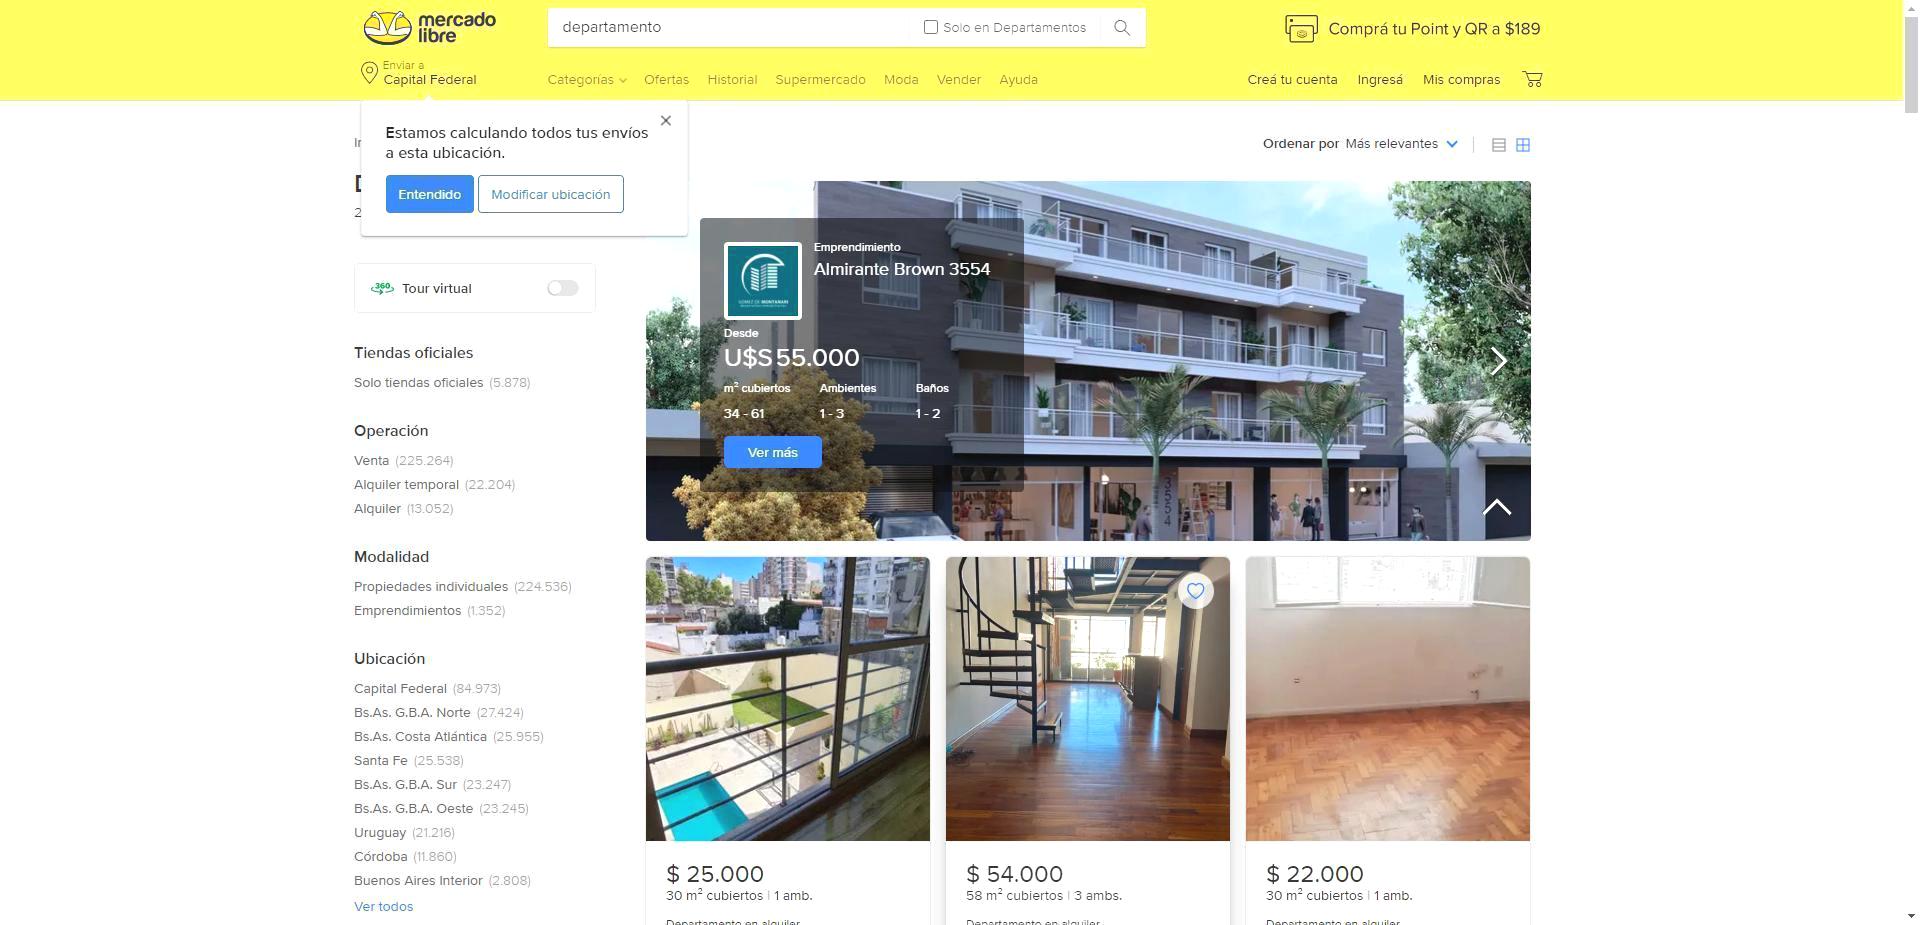 mercado
libre
departamento
Solo en Departamentos
Comprá tu Point y QR a $189
Enviar a
Capital Federal
Categorías
Ofertas
Historial
Supermercado
Moda
Vender
Ayuda
Creá tu cuenta
Ingresá
Mis compras
Estamos calculando todos tus envíos
a esta ubicación.
Entendido
Modificar ubicación
Ordenar por Más relevantes
360
Tour virtual
Tiendas oficiales
Solo tiendas oficiales (5.878)
Operación
Venta (225.264)
Alquiler temporal (22.204)
Alquiler (13.052)
Modalidad
Propiedades individuales (224.536)
Emprendimientos (1.352)
Ubicación
Capital Federal (84.973)
Bs.As. G.B.A. Norte (27.424)
Bs.As. Costa Atlántica (25.955)
Santa Fe (25.538)
Bs.As. G.B.A. Sur (23.247)
Bs.As. G.B.A. Oeste (23.245)
Uruguay (21.216)
Córdoba (11.860)
Buenos Aires Interior (2.808)
Ver todos
GOMEZ DE MONTANARI
Emprendimiento
Almirante Brown 3554
Desde
U$S 55.000
m² cubiertos Ambientes Baños
34 - 61 1 - 3 1 - 2
Ver más
3554
$ 25.000
30 m² cubiertos | 1 amb.
Departamento en alquiler
$ 54.000
58 m² cubiertos | 3 ambs.
Departamento en alquiler
$ 22.000
30 m² cubiertos | 1 amb.
Departamento en alquiler